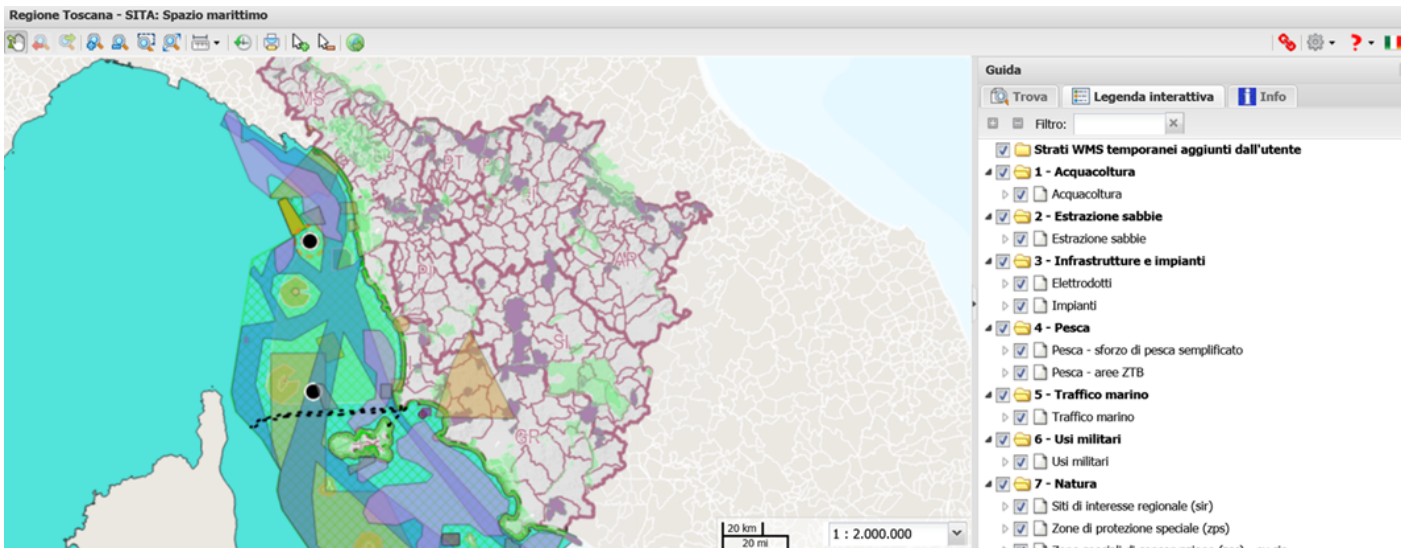 Regione Toscana - SITA: Spazio marittimo
Guida
Trova
Legenda interattiva
Info
Filtro:
Strati WMS temporanei aggiunti dall'utente
1 - Acquacoltura
Acquacoltura
2 - Estrazione sabbie
Estrazione sabbie
3 - Infrastrutture e impianti
Elettrodotti
Impianti
4 - Pesca
Pesca - sforzo di pesca semplificato
Pesca - aree ZTB
5 - Traffico marino
Traffico marino
6 - Usi militari
Usi militari
7 - Natura
Siti di interesse regionale (sir)
Zone di protezione speciale (zps)
MS
LU
PT
PO
FI
PI
AR
SI
LI
GR
20 km
20 mi
1 : 2.000.000